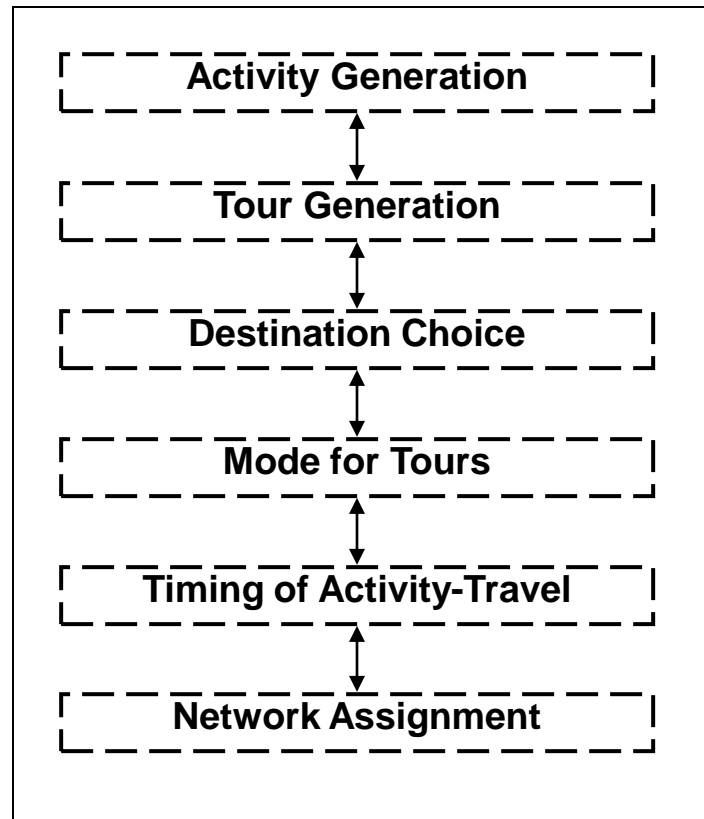 Activity Generation
Tour Generation
Destination Choice
Mode for Tours
Timing of Activity-Travel
Network Assignment